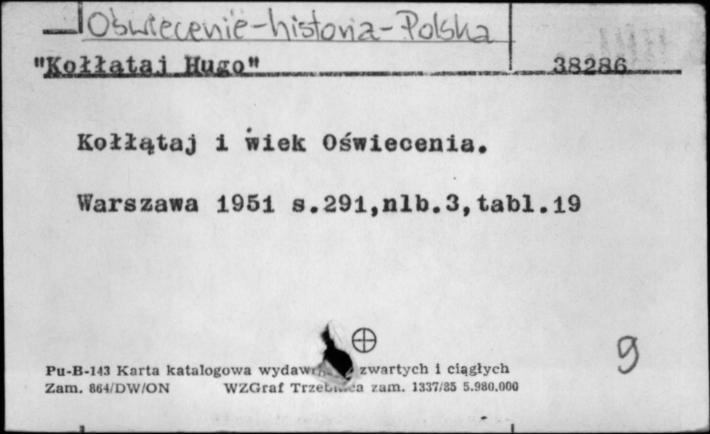 Oświecenie-historia-Polska
"Kołłątaj Hugo" 38286
Kołłątaj i wiek Oświecenia.
Warszawa 1951 s.291,nlb.3,tabl.19
9
Pu-B-143 Karta katalogowa zwartych i ciągłych
Zam. 864/DW/ON WZGraf zam. 1337/85 5.980.000